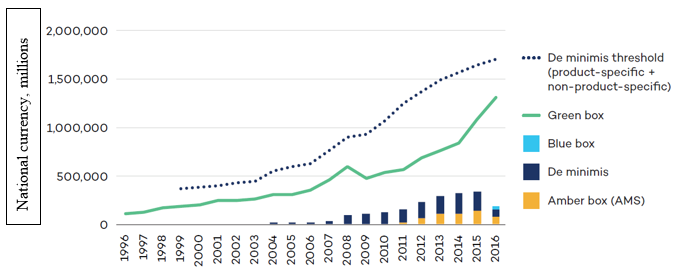 National currency, millions
2,000,000
1,500,000
1,000,000
500,000
0
1996 1997 1998 1999 2000 2001 2002 2003 2004 2005 2006 2007 2008 2009 2010 2011 2012 2013 2014 2015 2016
De minimis threshold
(product-specific +
non-product-specific)
Green box
Blue box
De minimis
Amber box (AMS)